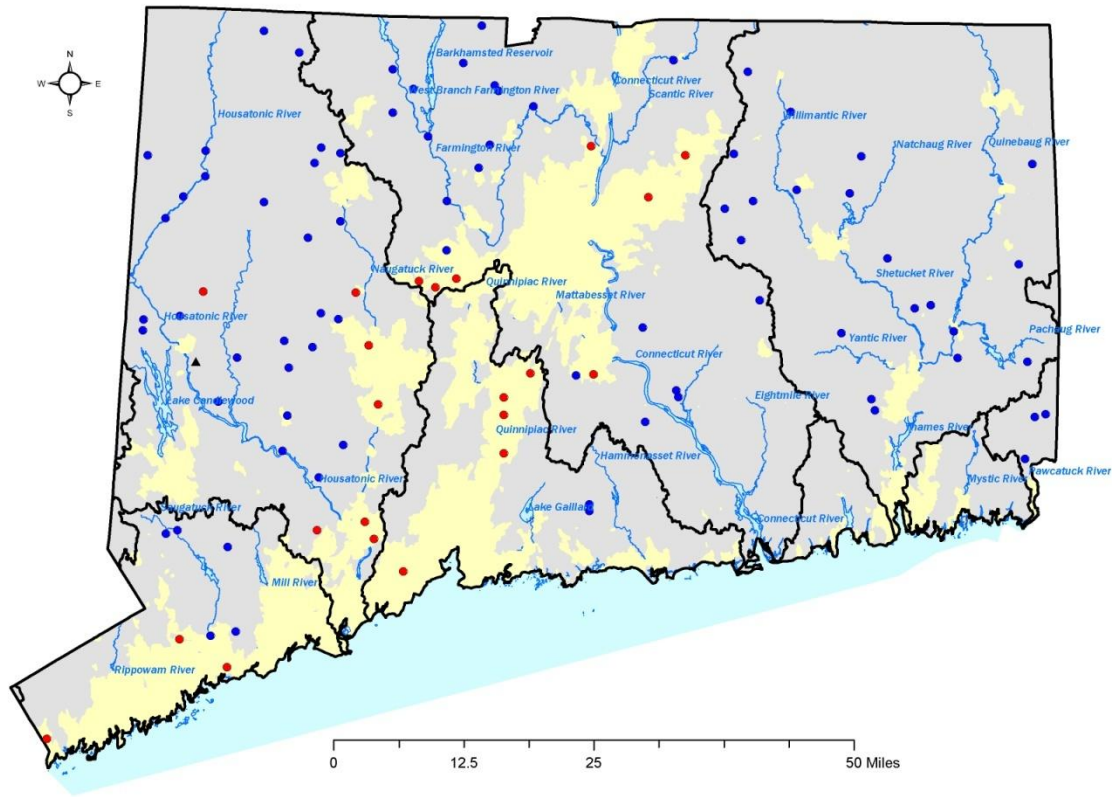 N
W E
S
Barkhamsted Reservoir
Connecticut River
West Branch Farmington River
Scantic River
Housatonic River
Willimantic River
Farmington River
Natchaug River
Quinebaug River
Naugatuck River
Quinnipiac River
Shetucket River
Mattabesset River
Housatonic River
Yantic River
Pachaug River
Connecticut River
Lake Candlewood
Eightmile River
Quinnipiac River
Thames River
Hammonasset River
Housatonic River
Mystic River
Pawcatuck River
Saugatuck River
Lake Gaillard
Connecticut River
Mill River
Rippowam River
0 12.5 25 50 Miles